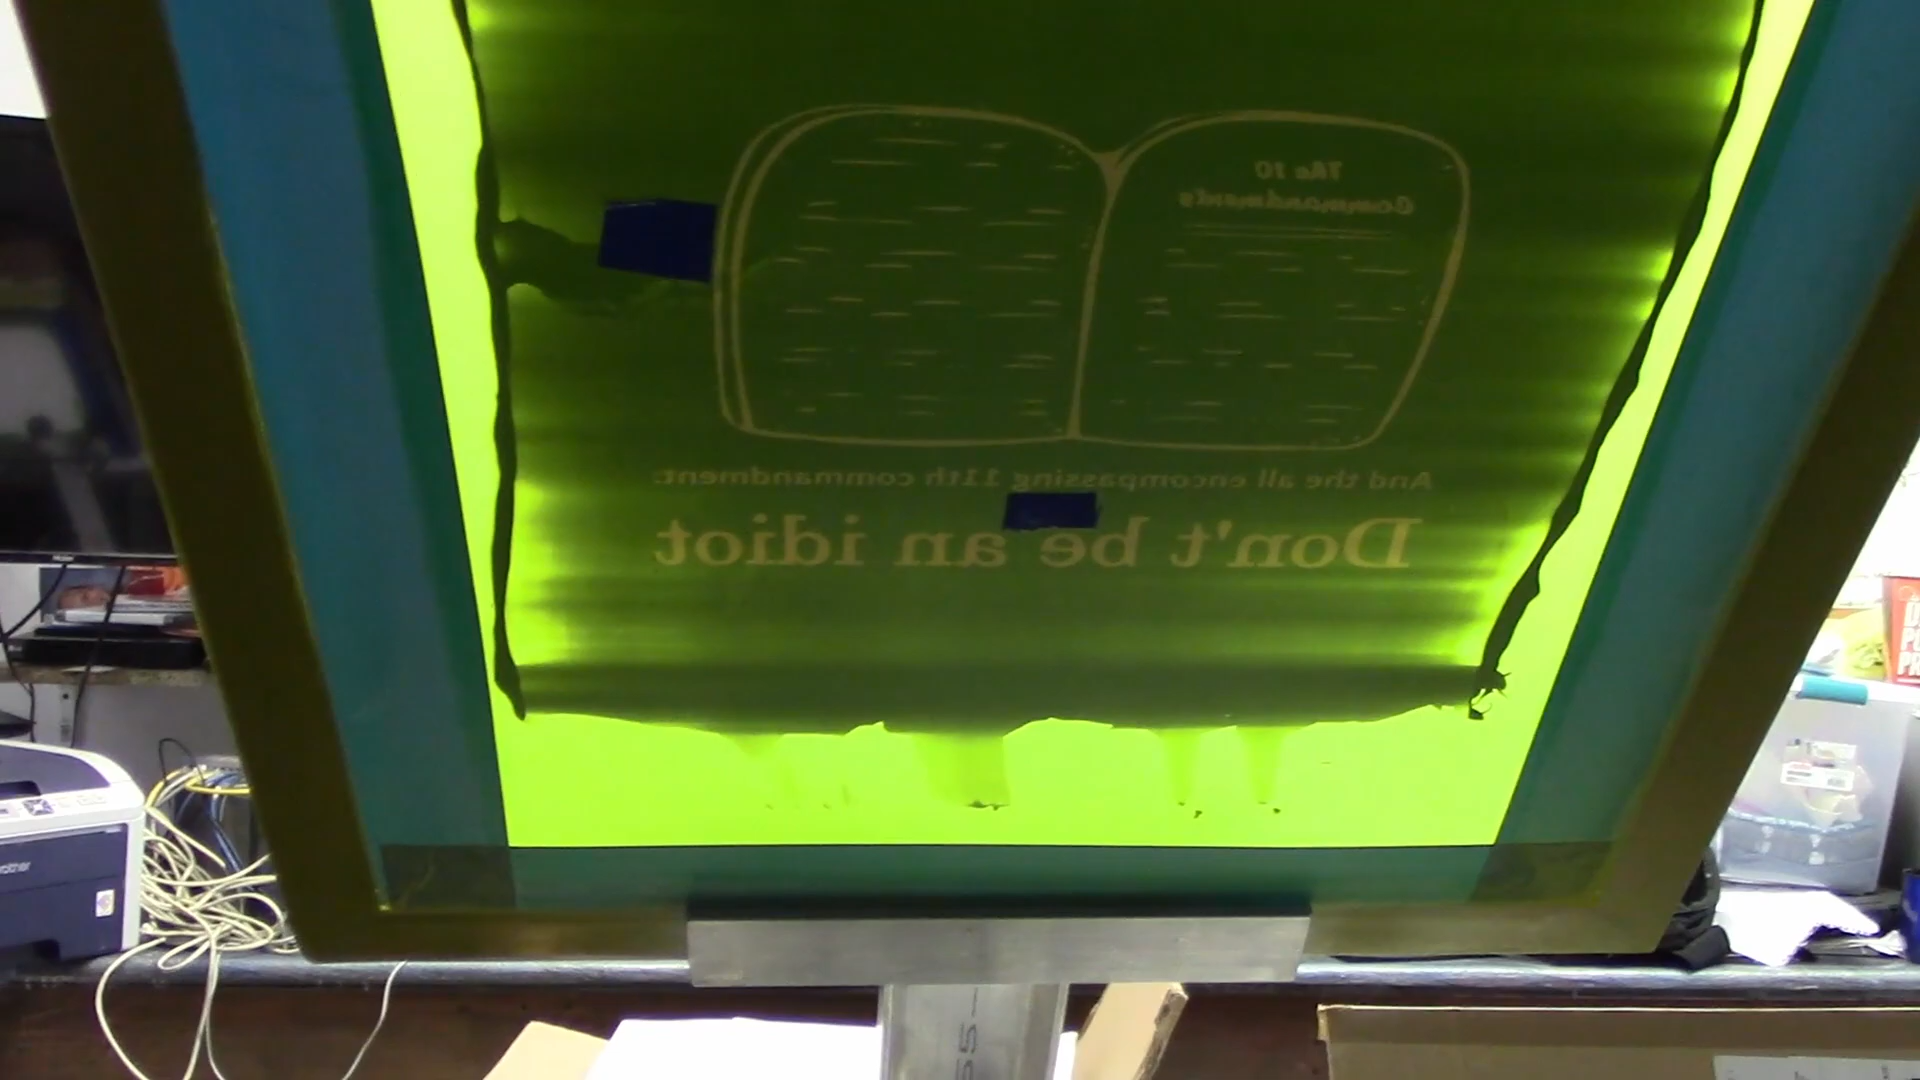 The 10
Commandments
And the all encompassing 11th commandment:
Don't be an idiot